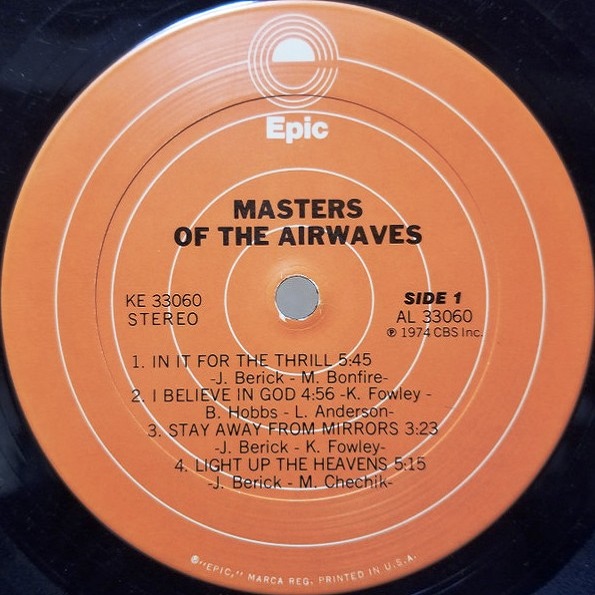 Epic
MASTERS
OF THE AIRWAVES
KE 33060
STEREO
SIDE 1
AL 33060
℗ 1974 CBS Inc.
1. IN IT FOR THE THRILL 5:45
-J. Berick - M. Bonfire-
2. I BELIEVE IN GOD 4:56 -K. Fowley -
B. Hobbs - L. Anderson-
3. STAY AWAY FROM MIRRORS 3:23
-J. Berick - K. Fowley-
4. LIGHT UP THE HEAVENS 5:15
-J. Berick - M. Chechik-
®"EPIC," MARCA REG. PRINTED IN U.S.A.